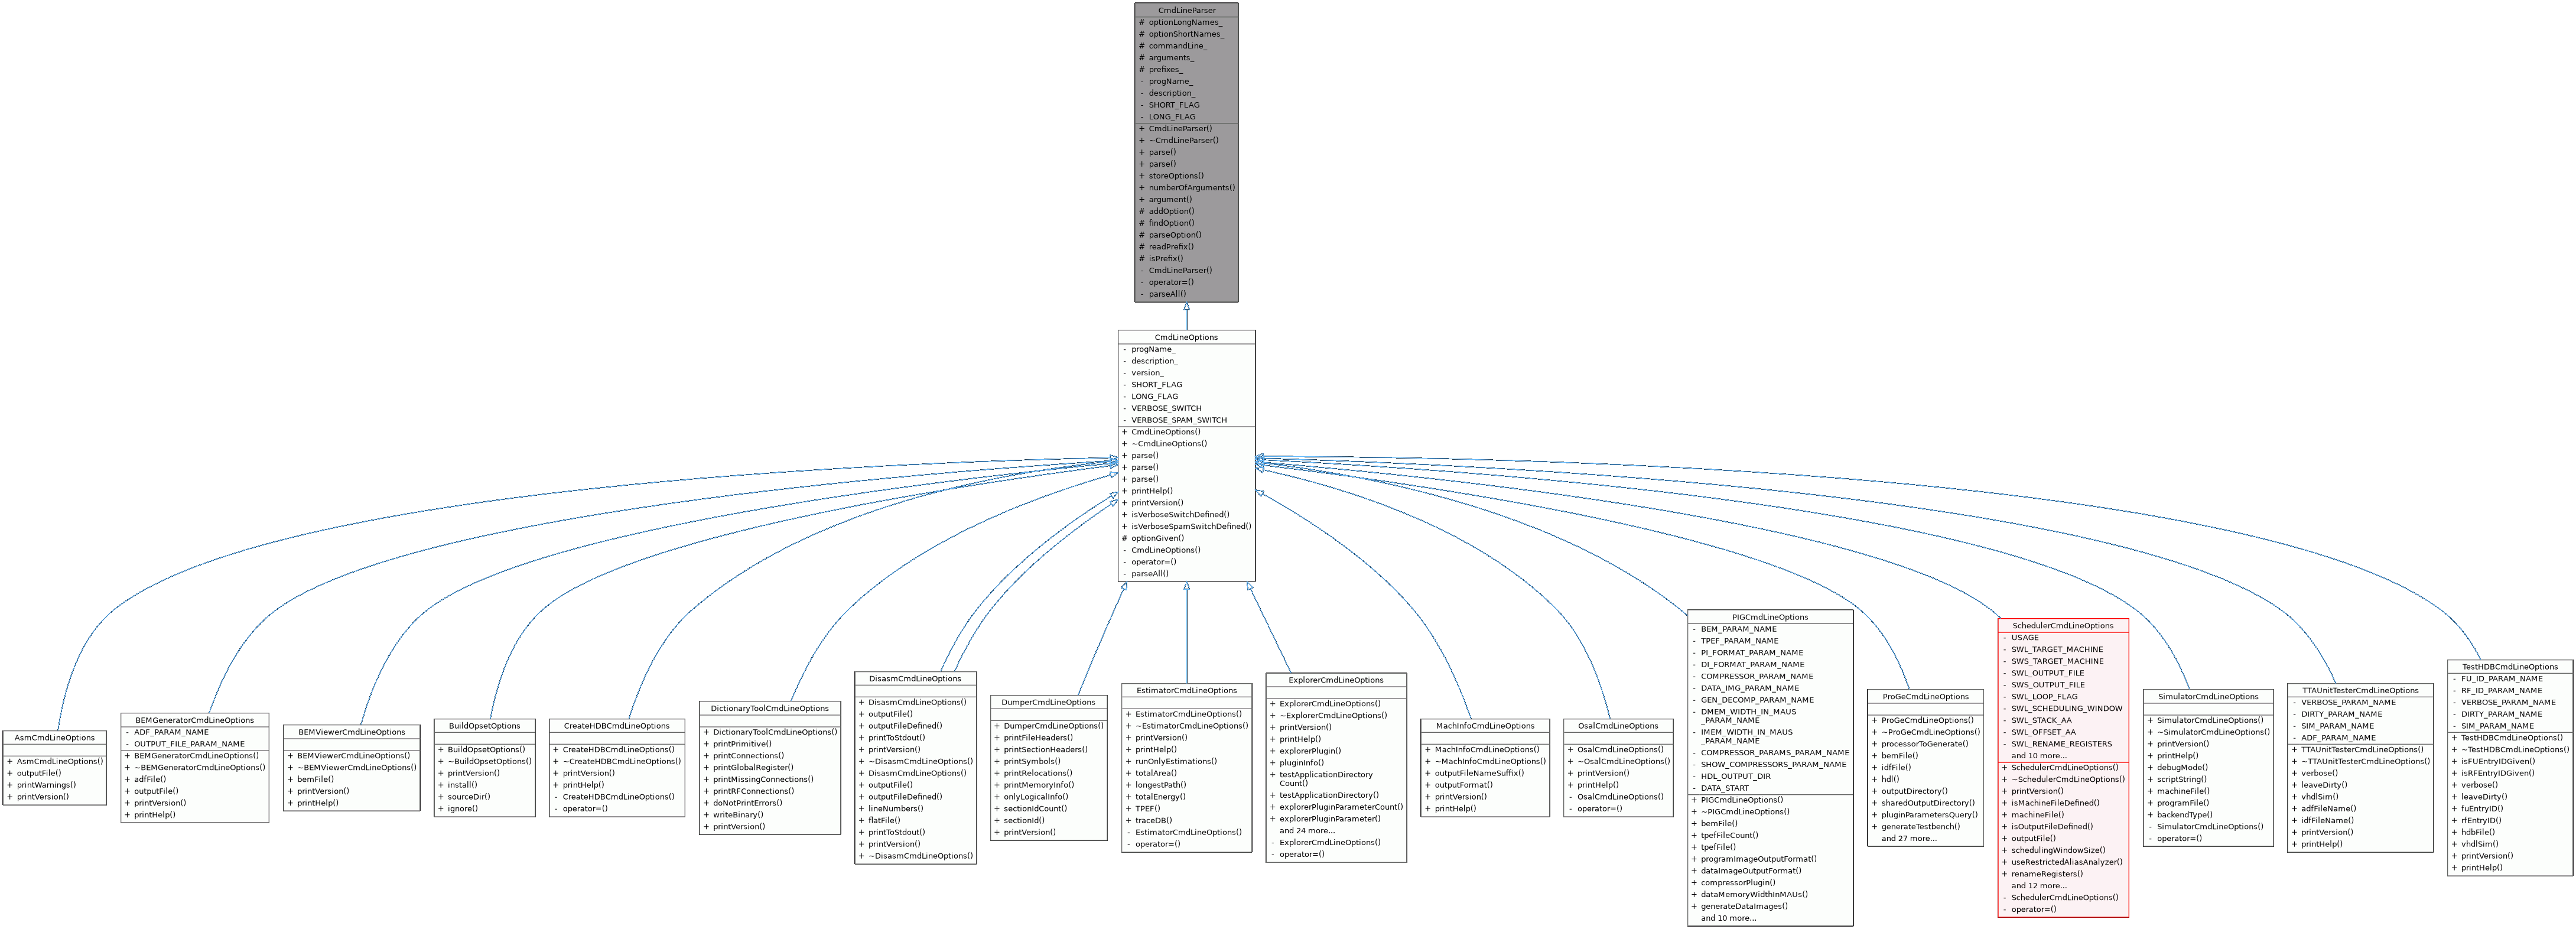 CmdLineParser
# optionLongNames_
# optionShortNames_
# commandLine_
# arguments_
# prefixes_
- progName_
- description_
- SHORT_FLAG
- LONG_FLAG
+ CmdLineParser()
+ ~CmdLineParser()
+ parse()
+ parse()
+ storeOptions()
+ numberOfArguments()
+ argument()
# addOption()
# findOption()
# parseOption()
# readPrefix()
# isPrefix()
- CmdLineParser()
- operator=()
- parseAll()
CmdLineOptions
- progName_
- description_
- version_
- SHORT_FLAG
- LONG_FLAG
- VERBOSE_SWITCH
- VERBOSE_SPAM_SWITCH
+ CmdLineOptions()
+ ~CmdLineOptions()
+ parse()
+ parse()
+ parse()
+ printHelp()
+ printVersion()
+ isVerboseSwitchDefined()
+ isVerboseSpamSwitchDefined()
# optionGiven()
- CmdLineOptions()
- operator=()
- parseAll()
AsmCmdLineOptions
+ AsmCmdLineOptions()
+ outputFile()
+ printWarnings()
+ printVersion()
BEMGeneratorCmdLineOptions
- ADF_PARAM_NAME
- OUTPUT_FILE_PARAM_NAME
+ BEMGeneratorCmdLineOptions()
+ ~BEMGeneratorCmdLineOptions()
+ adfFile()
+ outputFile()
+ printVersion()
+ printHelp()
BEMViewerCmdLineOptions
+ BEMViewerCmdLineOptions()
+ ~BEMViewerCmdLineOptions()
+ bemFile()
+ printVersion()
+ printHelp()
BuildOpsetOptions
+ BuildOpsetOptions()
+ ~BuildOpsetOptions()
+ printVersion()
+ install()
+ sourceDir()
+ ignore()
CreateHDBCmdLineOptions
+ CreateHDBCmdLineOptions()
+ ~CreateHDBCmdLineOptions()
+ printVersion()
+ printHelp()
- CreateHDBCmdLineOptions()
- operator=()
DictionaryToolCmdLineOptions
+ DictionaryToolCmdLineOptions()
+ printPrimitive()
+ printConnections()
+ printGlobalRegister()
+ printMissingConnections()
+ printRFConnections()
+ doNotPrintErrors()
+ writeBinary()
+ printVersion()
DisasmCmdLineOptions
+ DisasmCmdLineOptions()
+ outputFile()
+ outputFileDefined()
+ printToStdout()
+ printVersion()
+ ~DisasmCmdLineOptions()
+ DisasmCmdLineOptions()
+ outputFile()
+ outputFileDefined()
+ lineNumbers()
+ flatFile()
+ printToStdout()
+ printVersion()
+ ~DisasmCmdLineOptions()
DumperCmdLineOptions
+ DumperCmdLineOptions()
+ printFileHeaders()
+ printSectionHeaders()
+ printSymbols()
+ printRelocations()
+ printMemoryInfo()
+ onlyLogicalInfo()
+ sectionIdCount()
+ sectionId()
+ printVersion()
EstimatorCmdLineOptions
+ EstimatorCmdLineOptions()
+ ~EstimatorCmdLineOptions()
+ printVersion()
+ printHelp()
+ runOnlyEstimations()
+ totalArea()
+ longestPath()
+ totalEnergy()
+ TPEF()
+ traceDB()
- EstimatorCmdLineOptions()
- operator=()
ExplorerCmdLineOptions
+ ExplorerCmdLineOptions()
+ ~ExplorerCmdLineOptions()
+ printVersion()
+ printHelp()
+ explorerPlugin()
+ pluginInfo()
+ testApplicationDirectory
Count()
+ testApplicationDirectory()
+ explorerPluginParameterCount()
+ explorerPluginParameter()
and 24 more...
- ExplorerCmdLineOptions()
- operator=()
MachInfoCmdLineOptions
+ MachInfoCmdLineOptions()
+ ~MachInfoCmdLineOptions()
+ outputFileNameSuffix()
+ outputFormat()
+ printVersion()
+ printHelp()
OsalCmdLineOptions
+ OsalCmdLineOptions()
+ ~OsalCmdLineOptions()
+ printVersion()
+ printHelp()
- OsalCmdLineOptions()
- operator=()
PIGCmdLineOptions
- BEM_PARAM_NAME
- TPEF_PARAM_NAME
- PI_FORMAT_PARAM_NAME
- DI_FORMAT_PARAM_NAME
- COMPRESSOR_PARAM_NAME
- DATA_IMG_PARAM_NAME
- GEN_DECOMP_PARAM_NAME
- DMEM_WIDTH_IN_MAUS
_PARAM_NAME
- IMEM_WIDTH_IN_MAUS
_PARAM_NAME
- COMPRESSOR_PARAMS_PARAM_NAME
- SHOW_COMPRESSORS_PARAM_NAME
- HDL_OUTPUT_DIR
- DATA_START
+ PIGCmdLineOptions()
+ ~PIGCmdLineOptions()
+ bemFile()
+ tpefFileCount()
+ tpefFile()
+ programImageOutputFormat()
+ dataImageOutputFormat()
+ compressorPlugin()
+ dataMemoryWidthInMAUs()
+ generateDataImages()
and 10 more...
ProGeCmdLineOptions
+ ProGeCmdLineOptions()
+ ~ProGeCmdLineOptions()
+ processorToGenerate()
+ bemFile()
+ idfFile()
+ hdl()
+ outputDirectory()
+ sharedOutputDirectory()
+ pluginParametersQuery()
+ generateTestbench()
and 27 more...
SchedulerCmdLineOptions
- USAGE
- SWL_TARGET_MACHINE
- SWS_TARGET_MACHINE
- SWL_OUTPUT_FILE
- SWS_OUTPUT_FILE
- SWL_LOOP_FLAG
- SWL_SCHEDULING_WINDOW
- SWL_STACK_AA
- SWL_OFFSET_AA
- SWL_RENAME_REGISTERS
and 10 more...
+ SchedulerCmdLineOptions()
+ ~SchedulerCmdLineOptions()
+ printVersion()
+ isMachineFileDefined()
+ machineFile()
+ isOutputFileDefined()
+ outputFile()
+ schedulingWindowSize()
+ useRestrictedAliasAnalyzer()
+ renameRegisters()
and 12 more...
- SchedulerCmdLineOptions()
- operator=()
SimulatorCmdLineOptions
+ SimulatorCmdLineOptions()
+ ~SimulatorCmdLineOptions()
+ printVersion()
+ printHelp()
+ debugMode()
+ scriptString()
+ machineFile()
+ programFile()
+ backendType()
- SimulatorCmdLineOptions()
- operator=()
TTAUnitTesterCmdLineOptions
- VERBOSE_PARAM_NAME
- DIRTY_PARAM_NAME
- SIM_PARAM_NAME
- ADF_PARAM_NAME
+ TTAUnitTesterCmdLineOptions()
+ ~TTAUnitTesterCmdLineOptions()
+ verbose()
+ leaveDirty()
+ vhdlSim()
+ adfFileName()
+ idfFileName()
+ printVersion()
+ printHelp()
TestHDBCmdLineOptions
- FU_ID_PARAM_NAME
- RF_ID_PARAM_NAME
- VERBOSE_PARAM_NAME
- DIRTY_PARAM_NAME
- SIM_PARAM_NAME
+ TestHDBCmdLineOptions()
+ ~TestHDBCmdLineOptions()
+ isFUEntryIDGiven()
+ isRFEntryIDGiven()
+ verbose()
+ leaveDirty()
+ fuEntryID()
+ rfEntryID()
+ hdbFile()
+ vhdlSim()
+ printVersion()
+ printHelp()